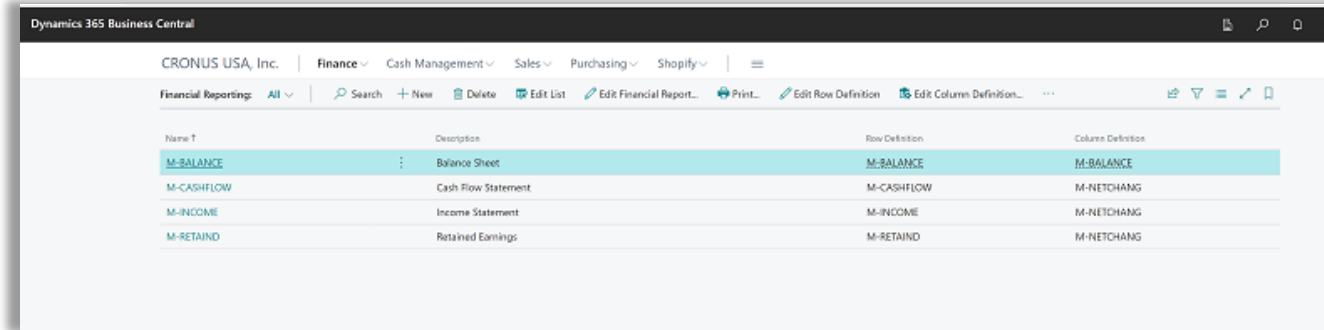 Dynamics 365 Business Central
CRONUS USA, Inc. Finance Cash Management Sales Purchasing Shopify
Financial Reporting: All Search New Delete Edit List Edit Financial Report... Print... Edit Row Definition Edit Column Definition... ...
Name ↑ Description Row Definition Column Definition
M-BALANCE Balance Sheet M-BALANCE M-BALANCE
M-CASHFLOW Cash Flow Statement M-CASHFLOW M-NETCHANG
M-INCOME Income Statement M-INCOME M-NETCHANG
M-RETAIND Retained Earnings M-RETAIND M-NETCHANG